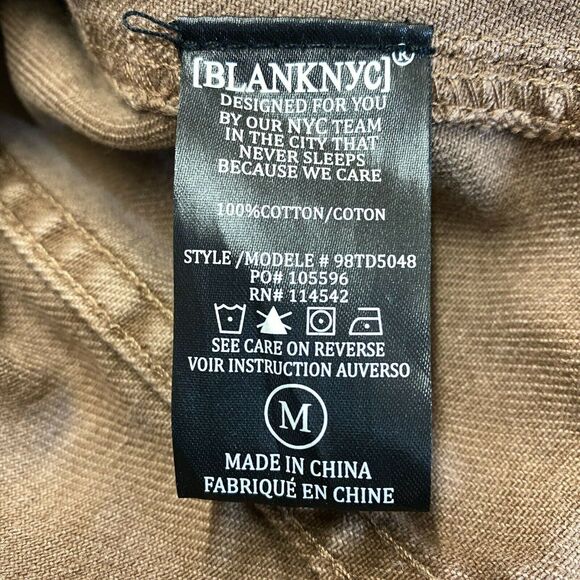 [BLANKNYC]®
DESIGNED FOR YOU
BY OUR NYC TEAM
IN THE CITY THAT
NEVER SLEEPS
BECAUSE WE CARE
100%COTTON/COTON
STYLE /MODELE # 98TD5048
PO# 105596
RN# 114542
SEE CARE ON REVERSE
VOIR INSTRUCTION AUVERSO
M
MADE IN CHINA
FABRIQUÉ EN CHINE